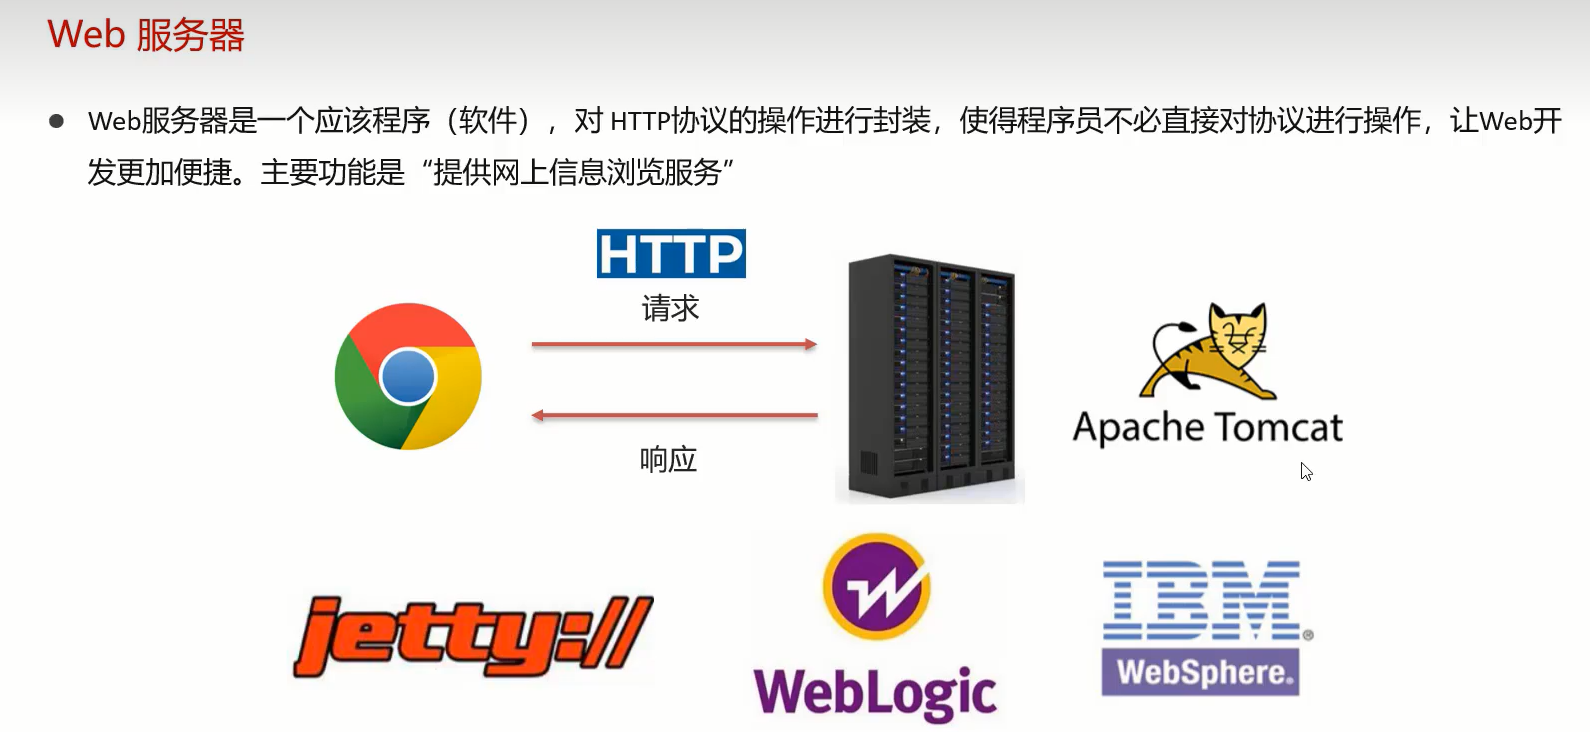 Web 服务器
● Web服务器是一个应该程序（软件），对 HTTP协议的操作进行封装，使得程序员不必直接对协议进行操作，让Web开
发更加便捷。主要功能是“提供网上信息浏览服务”
HTTP
请求
响应
Apache Tomcat
jetty://
W
WebLogic
IBM®
WebSphere®